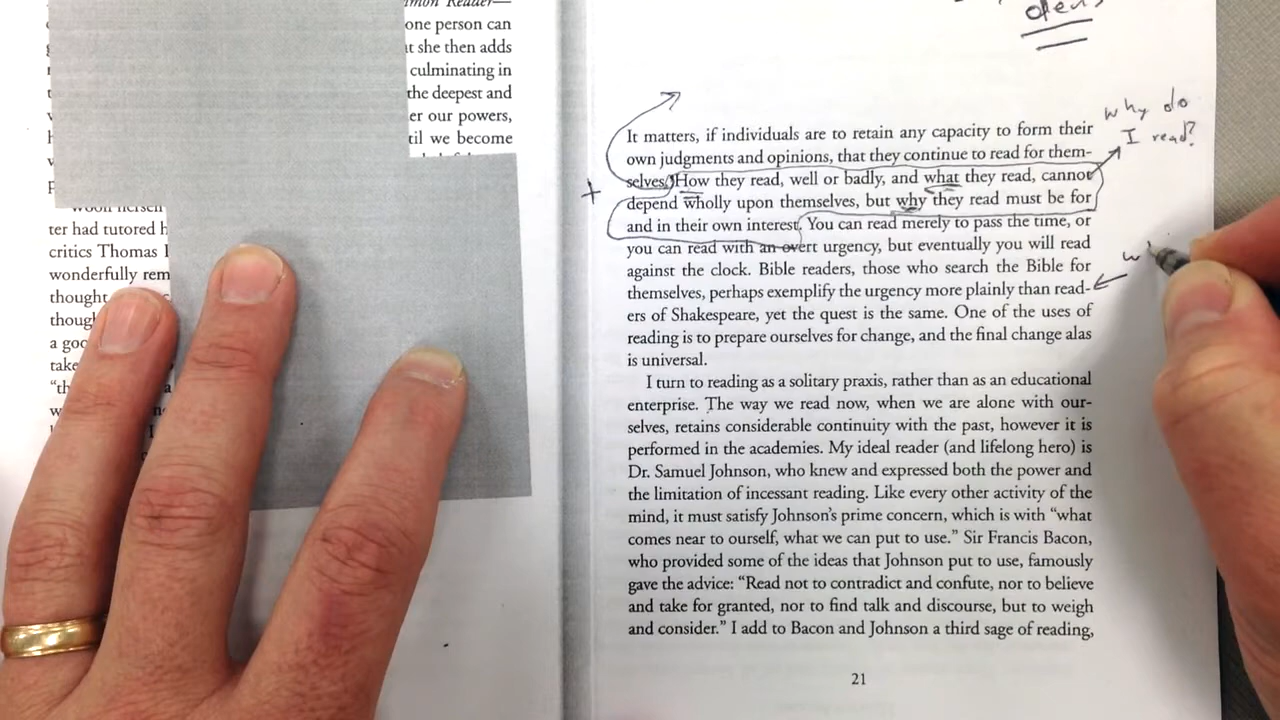 mon Reader—
one person can
t she then adds
culminating in
the deepest and
er our powers,
til we become
ter had tutored h
critics Thomas
wonderfully rem
thought
though
a goo
take
"th
ideas
why do
I read?
+
It matters, if individuals are to retain any capacity to form their
own judgments and opinions, that they continue to read for them-
selves. How they read, well or badly, and what they read, cannot
depend wholly upon themselves, but why they read must be for
and in their own interest. You can read merely to pass the time, or
you can read with an overt urgency, but eventually you will read
against the clock. Bible readers, those who search the Bible for
themselves, perhaps exemplify the urgency more plainly than read-
ers of Shakespeare, yet the quest is the same. One of the uses of
reading is to prepare ourselves for change, and the final change alas
is universal.
I turn to reading as a solitary praxis, rather than as an educational
enterprise. The way we read now, when we are alone with our-
selves, retains considerable continuity with the past, however it is
performed in the academies. My ideal reader (and lifelong hero) is
Dr. Samuel Johnson, who knew and expressed both the power and
the limitation of incessant reading. Like every other activity of the
mind, it must satisfy Johnson's prime concern, which is with "what
comes near to ourself, what we can put to use." Sir Francis Bacon,
who provided some of the ideas that Johnson put to use, famously
gave the advice: "Read not to contradict and confute, nor to believe
and take for granted, nor to find talk and discourse, but to weigh
and consider." I add to Bacon and Johnson a third sage of reading,
21